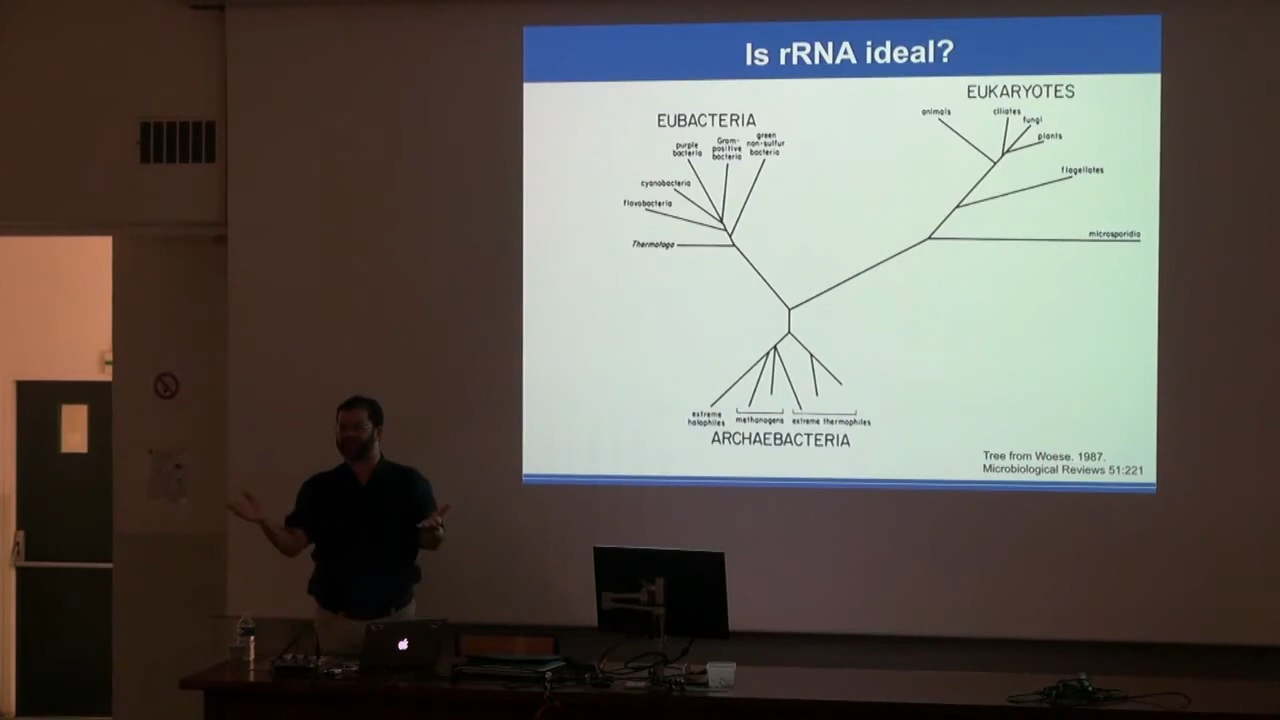 Is rRNA ideal?
EUKARYOTES
animals
ciliates
fungi
plants
flagellates
microsporidia
EUBACTERIA
purple
bacteria
Gram-
positive
bacteria
green
non-sulfur
bacteria
cyanobacteria
flavobacteria
Thermotoga
extreme
halophiles
methanogens
extreme thermophiles
ARCHAEBACTERIA
Tree from Woese. 1987.
Microbiological Reviews 51:221